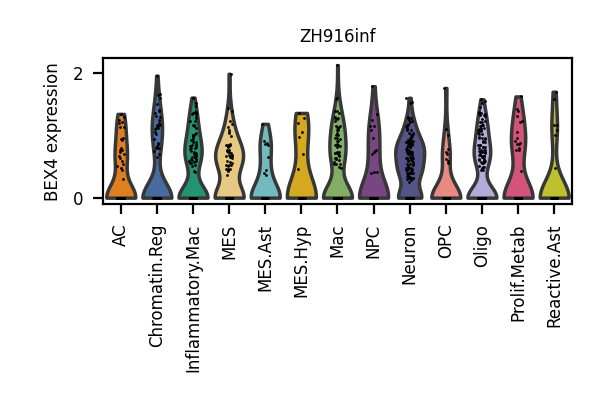 ZH916inf
BEX4 expression
2
0
AC
Chromatin.Reg
Inflammatory.Mac
MES
MES.Ast
MES.Hyp
Mac
NPC
Neuron
OPC
Oligo
Prolif.Metab
Reactive.Ast